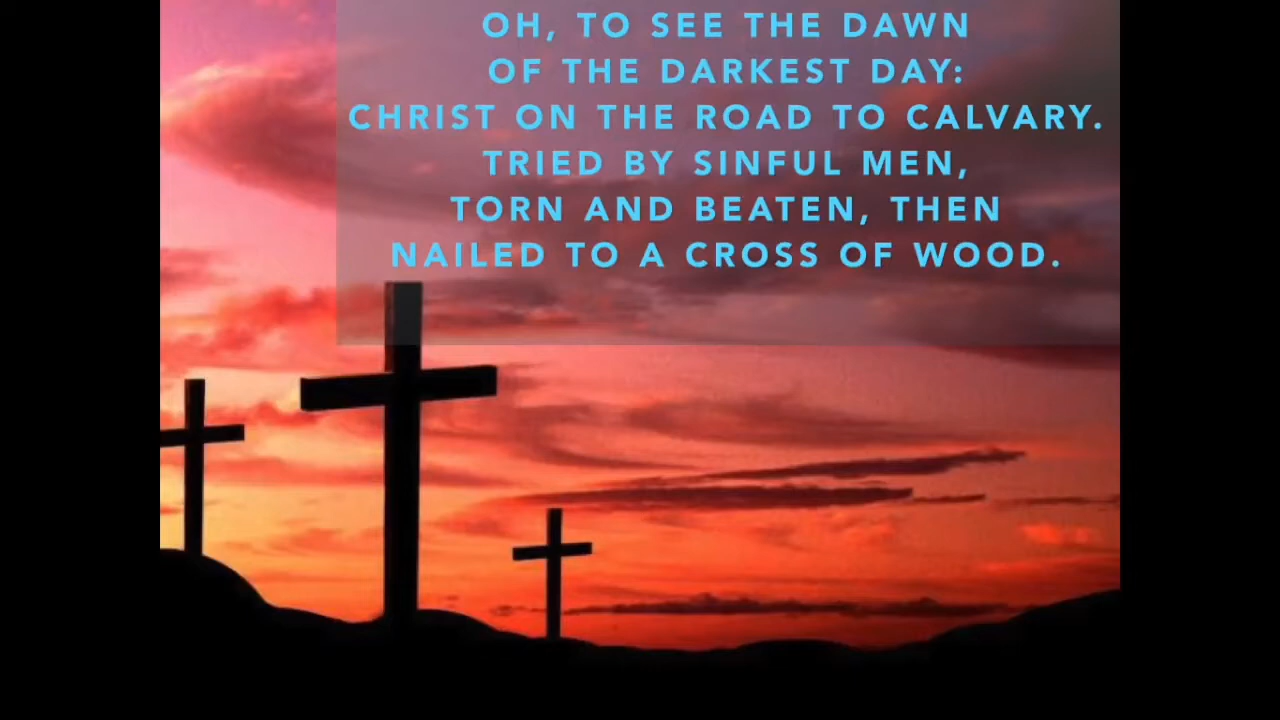 OH, TO SEE THE DAWN
OF THE DARKEST DAY:
CHRIST ON THE ROAD TO CALVARY.
TRIED BY SINFUL MEN,
TORN AND BEATEN, THEN
NAILED TO A CROSS OF WOOD.